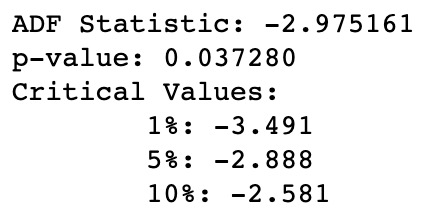 ADF Statistic: -2.975161
p-value: 0.037280
Critical Values:
	1%: -3.491
	5%: -2.888
	10%: -2.581